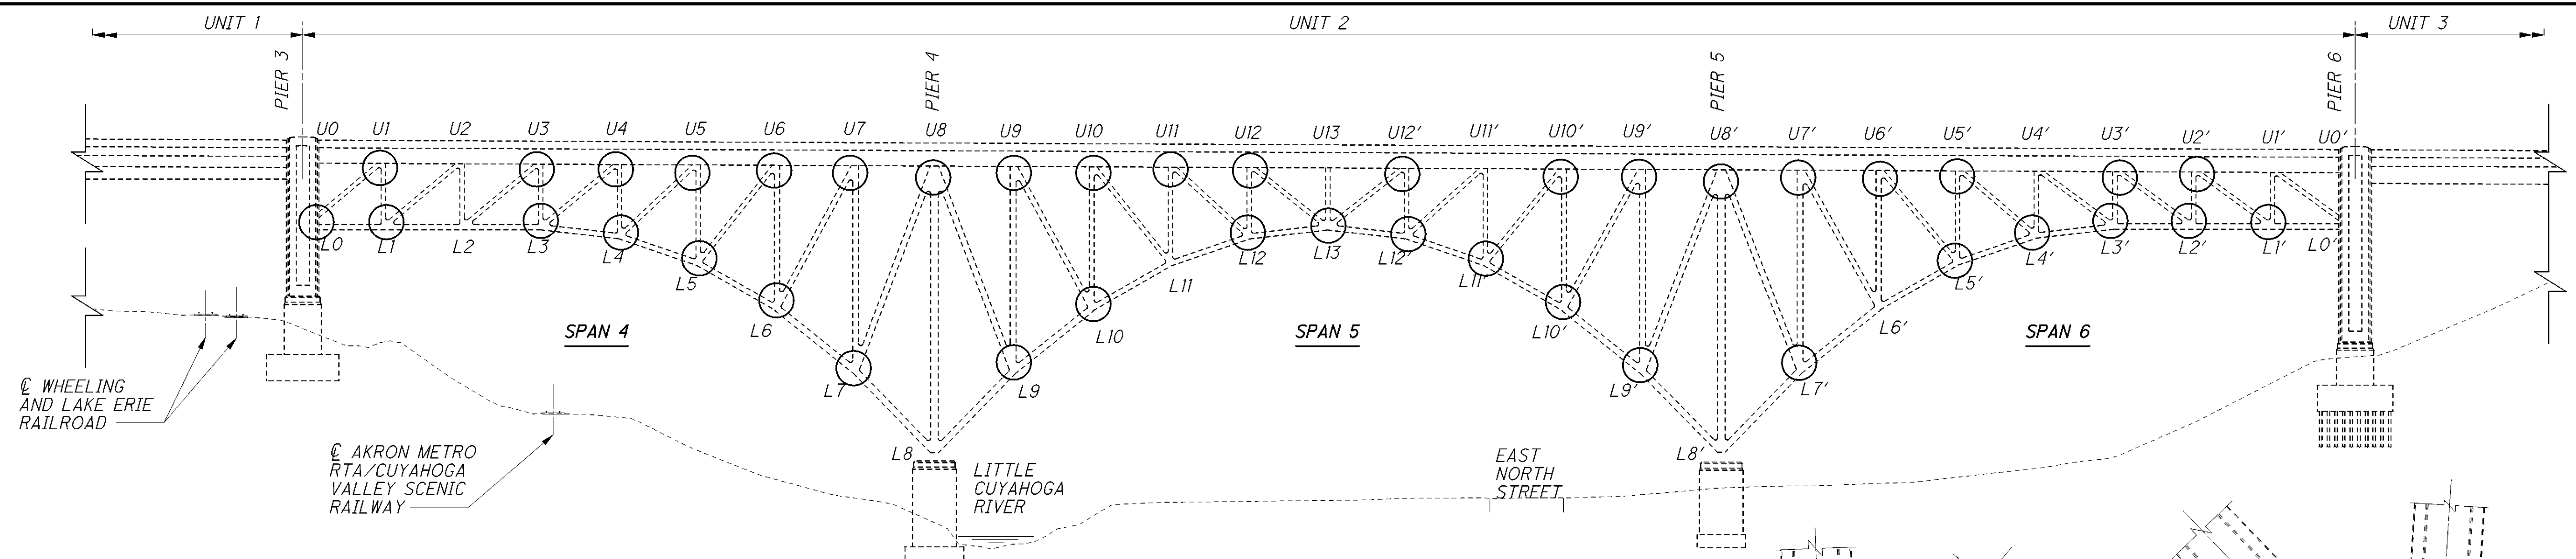 UNIT 1
UNIT 2
UNIT 3
PIER 3
PIER 4
PIER 5
PIER 6
U0 U1 U2 U3 U4 U5 U6 U7 U8 U9 U10 U11 U12 U13 U12' U11' U10' U9' U8' U7' U6' U5' U4' U3' U2' U1' U0'
L0 L1 L2 L3 L4 L5 L6 L7 L8 L9 L10 L11 L12 L13 L12' L11' L10' L9' L8' L7' L6' L5' L4' L3' L2' L1' L0'
SPAN 4
SPAN 5
SPAN 6
℄ WHEELING
AND LAKE ERIE
RAILROAD
℄ AKRON METRO
RTA/CUYAHOGA
VALLEY SCENIC
RAILWAY
LITTLE
CUYAHOGA
RIVER
EAST
NORTH
STREET